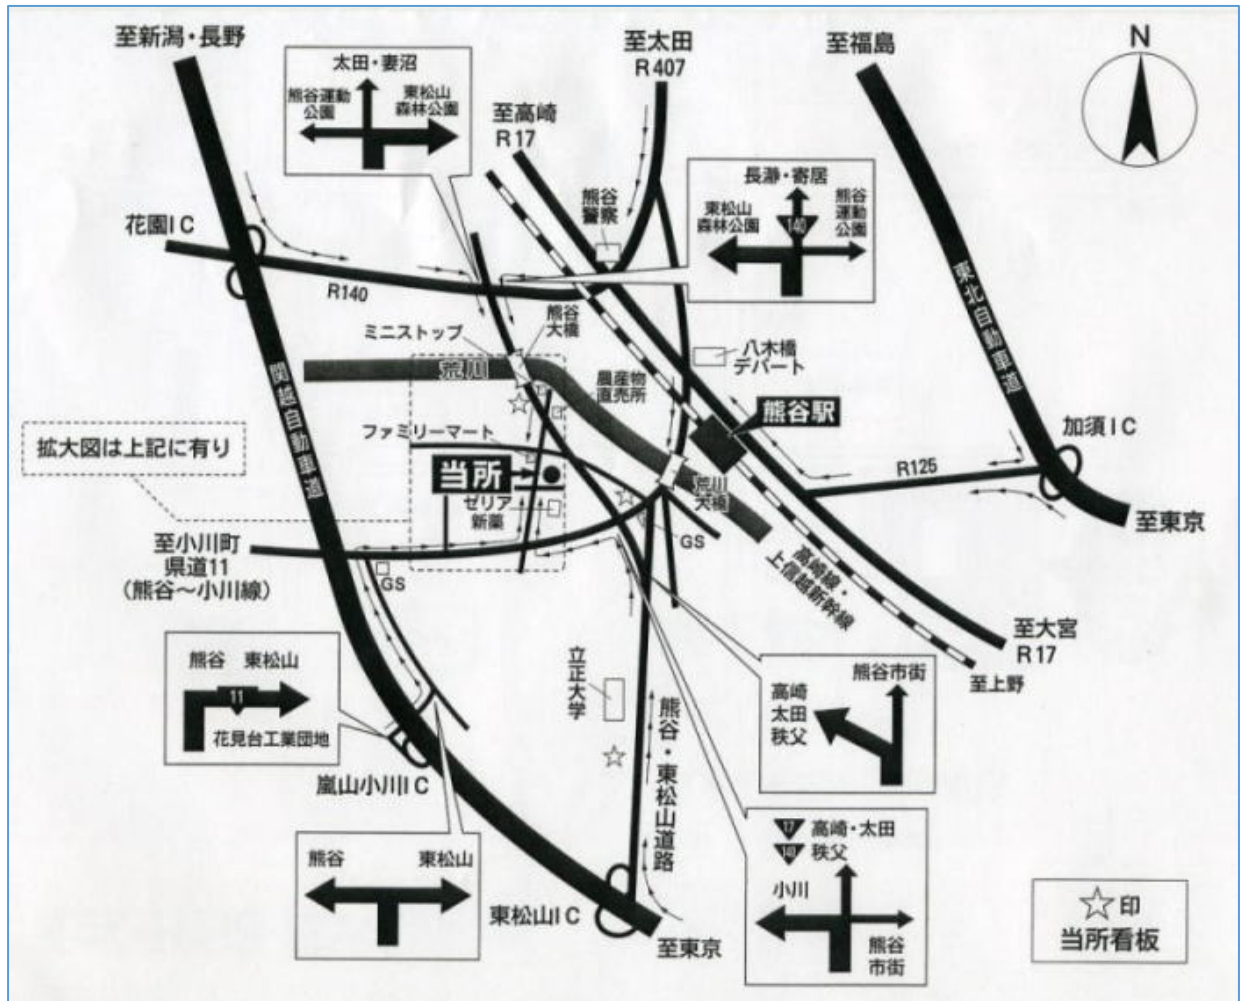 至新潟・長野
太田・妻沼
熊谷運動
公園
東松山
森林公園
至高崎
R17
至太田
R407
至福島
N
熊谷
警察
長瀞・寄居
東松山
森林公園
140
熊谷
運動
公園
花園IC
R140
ミニストップ
熊谷
大橋
荒川
農産物
直売所
八木橋
デパート
熊谷駅
東北自動車道
関越自動車道
拡大図は上記に有り
ファミリーマート
当所
ゼリア
新薬
荒川
大橋
GS
R125
加須IC
至東京
至小川町
県道11
(熊谷〜小川線)
GS
高崎線・
上信越新幹線
至大宮
R17
至上野
熊谷 東松山
11
花見台工業団地
嵐山小川IC
立正大学
熊谷・東松山道路
熊谷市街
高崎
太田
秩父
熊谷 東松山
東松山IC
至東京
17 高崎・太田
140 秩父
小川
熊谷
市街
☆印
当所看板